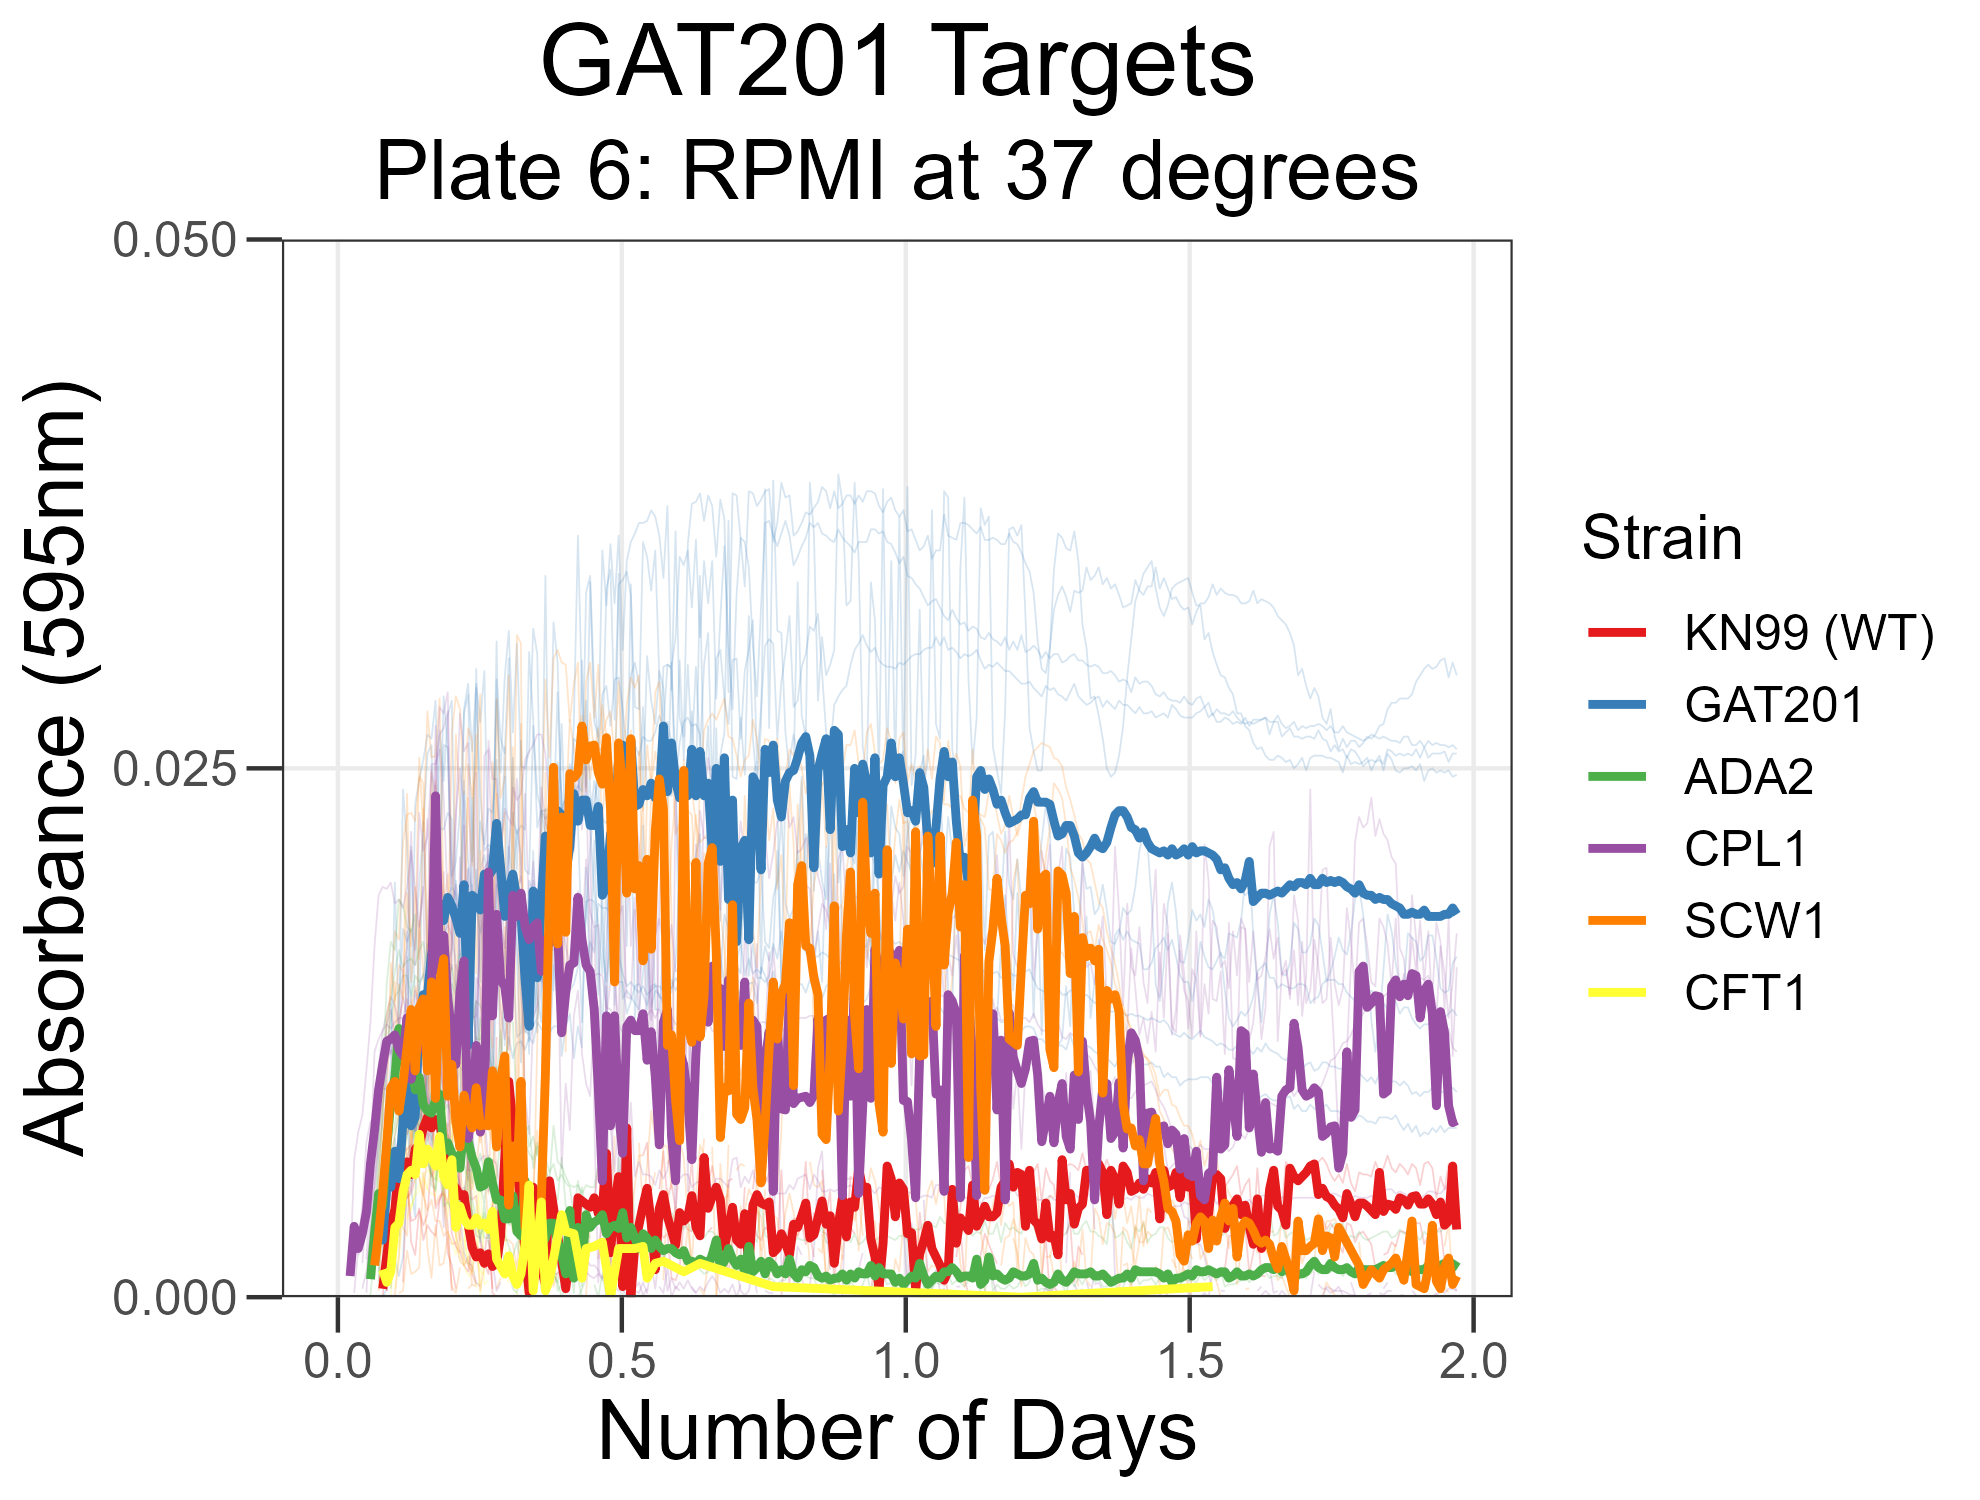 GAT201 Targets
Plate 6: RPMI at 37 degrees
Absorbance (595nm)
0.050
0.025
0.000
0.0 0.5 1.0 1.5 2.0
Number of Days
Strain
KN99 (WT)
GAT201
ADA2
CPL1
SCW1
CFT1